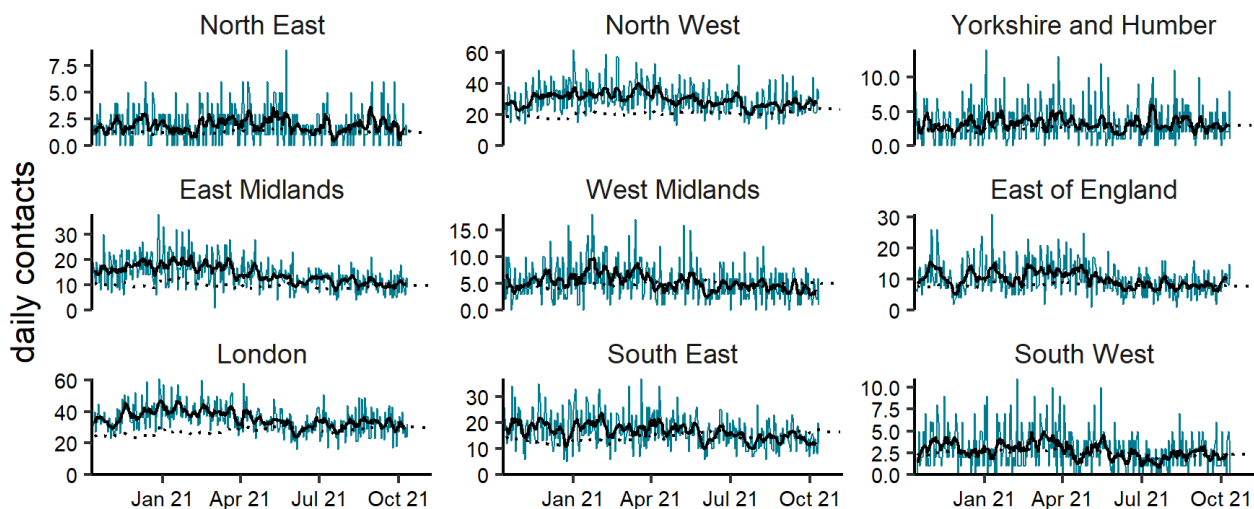 North East
North West
Yorkshire and Humber
7.5
5.0
2.5
0.0
60
40
20
0
10.0
5.0
0.0
East Midlands
West Midlands
East of England
30
20
10
0
15.0
10.0
5.0
0.0
30
20
10
0
London
South East
South West
60
40
20
0
30
20
10
0
10.0
7.5
5.0
2.5
0.0
Jan 21 Apr 21 Jul 21 Oct 21
Jan 21 Apr 21 Jul 21 Oct 21
Jan 21 Apr 21 Jul 21 Oct 21
daily contacts